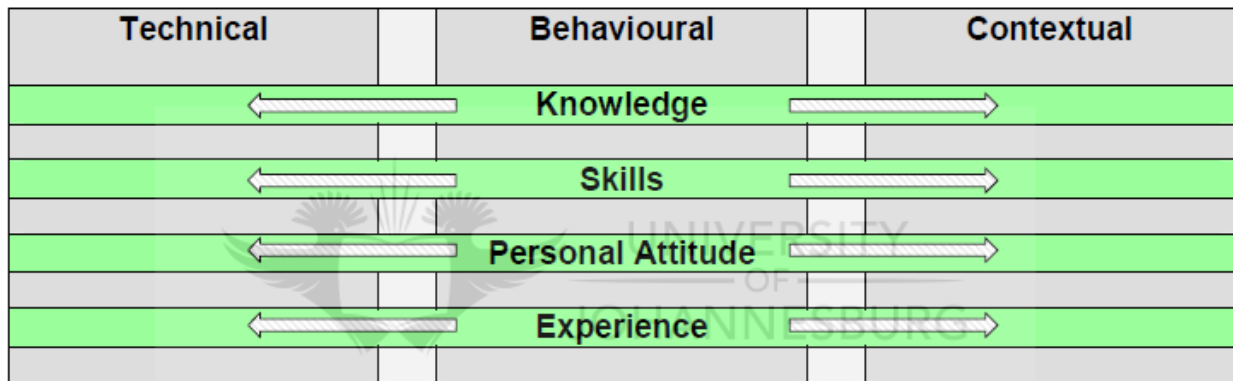 Technical Behavioural Contextual
Knowledge
Skills
UNIVERSITY
Personal Attitude
OF
JOHANNESBURG
Experience